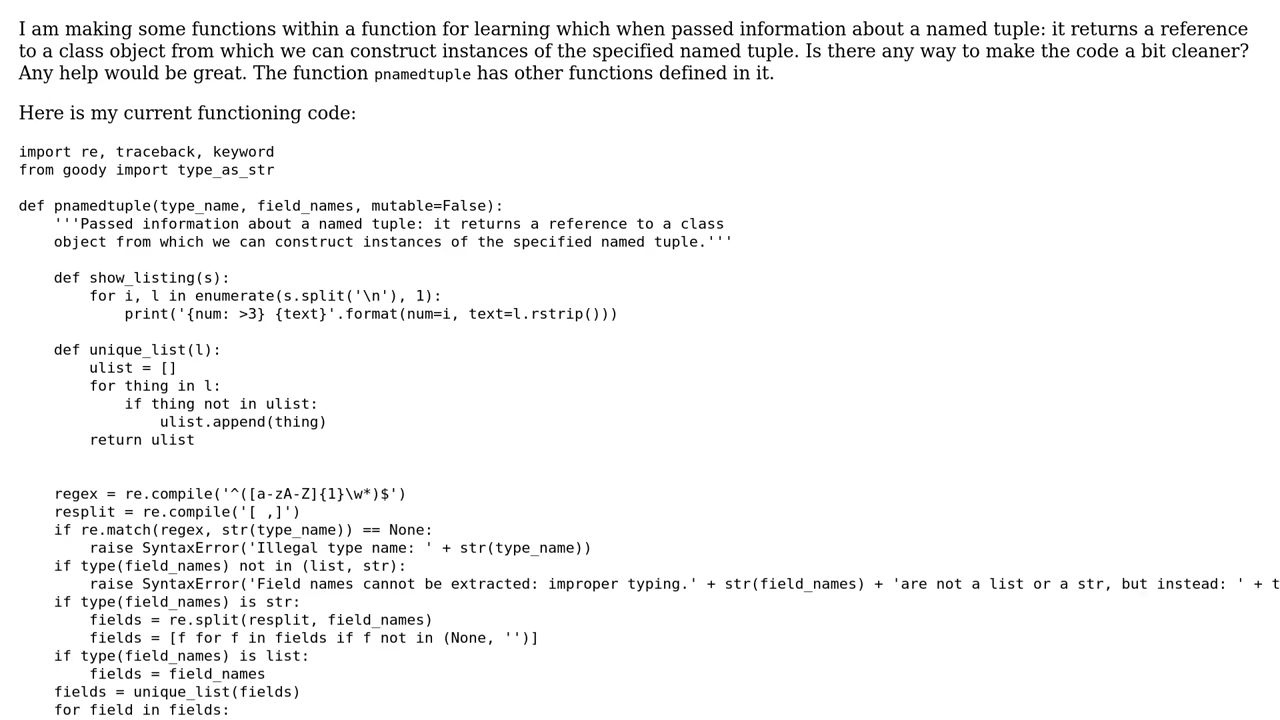 I am making some functions within a function for learning which when passed information about a named tuple: it returns a reference
to a class object from which we can construct instances of the specified named tuple. Is there any way to make the code a bit cleaner?
Any help would be great. The function pnamedtuple has other functions defined in it.
Here is my current functioning code:
import re, traceback, keyword
from goody import type_as_str
def pnamedtuple(type_name, field_names, mutable=False):
    '''Passed information about a named tuple: it returns a reference to a class
    object from which we can construct instances of the specified named tuple.'''
    def show_listing(s):
        for i, l in enumerate(s.split('\n'), 1):
            print('{num: >3} {text}'.format(num=i, text=l.rstrip()))
    def unique_list(l):
        ulist = []
        for thing in l:
            if thing not in ulist:
                ulist.append(thing)
        return ulist
    regex = re.compile('^([a-zA-Z]{1}\w*)$')
    resplit = re.compile('[ ,]')
    if re.match(regex, str(type_name)) == None:
        raise SyntaxError('Illegal type name: ' + str(type_name))
    if type(field_names) not in (list, str):
        raise SyntaxError('Field names cannot be extracted: improper typing.' + str(field_names) + 'are not a list or a str, but instead: ' + t
    if type(field_names) is str:
        fields = re.split(resplit, field_names)
        fields = [f for f in fields if f not in (None, '')]
    if type(field_names) is list:
        fields = field_names
    fields = unique_list(fields)
    for field in fields: